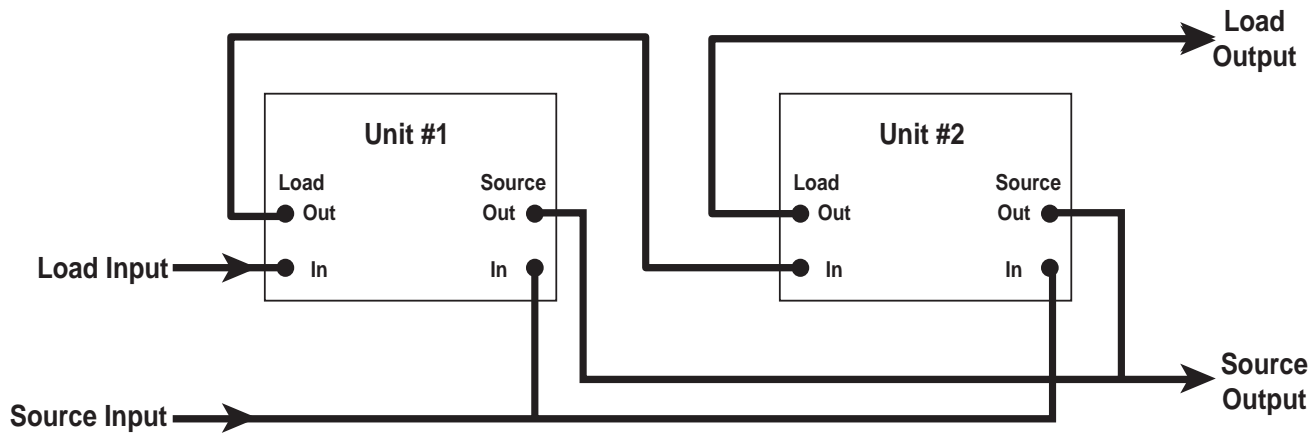 Load
Output
Unit #1
Unit #2
Load
Source
Load
Source
Out
Out
Out
Out
Load Input
In
In
In
In
Source
Output
Source Input